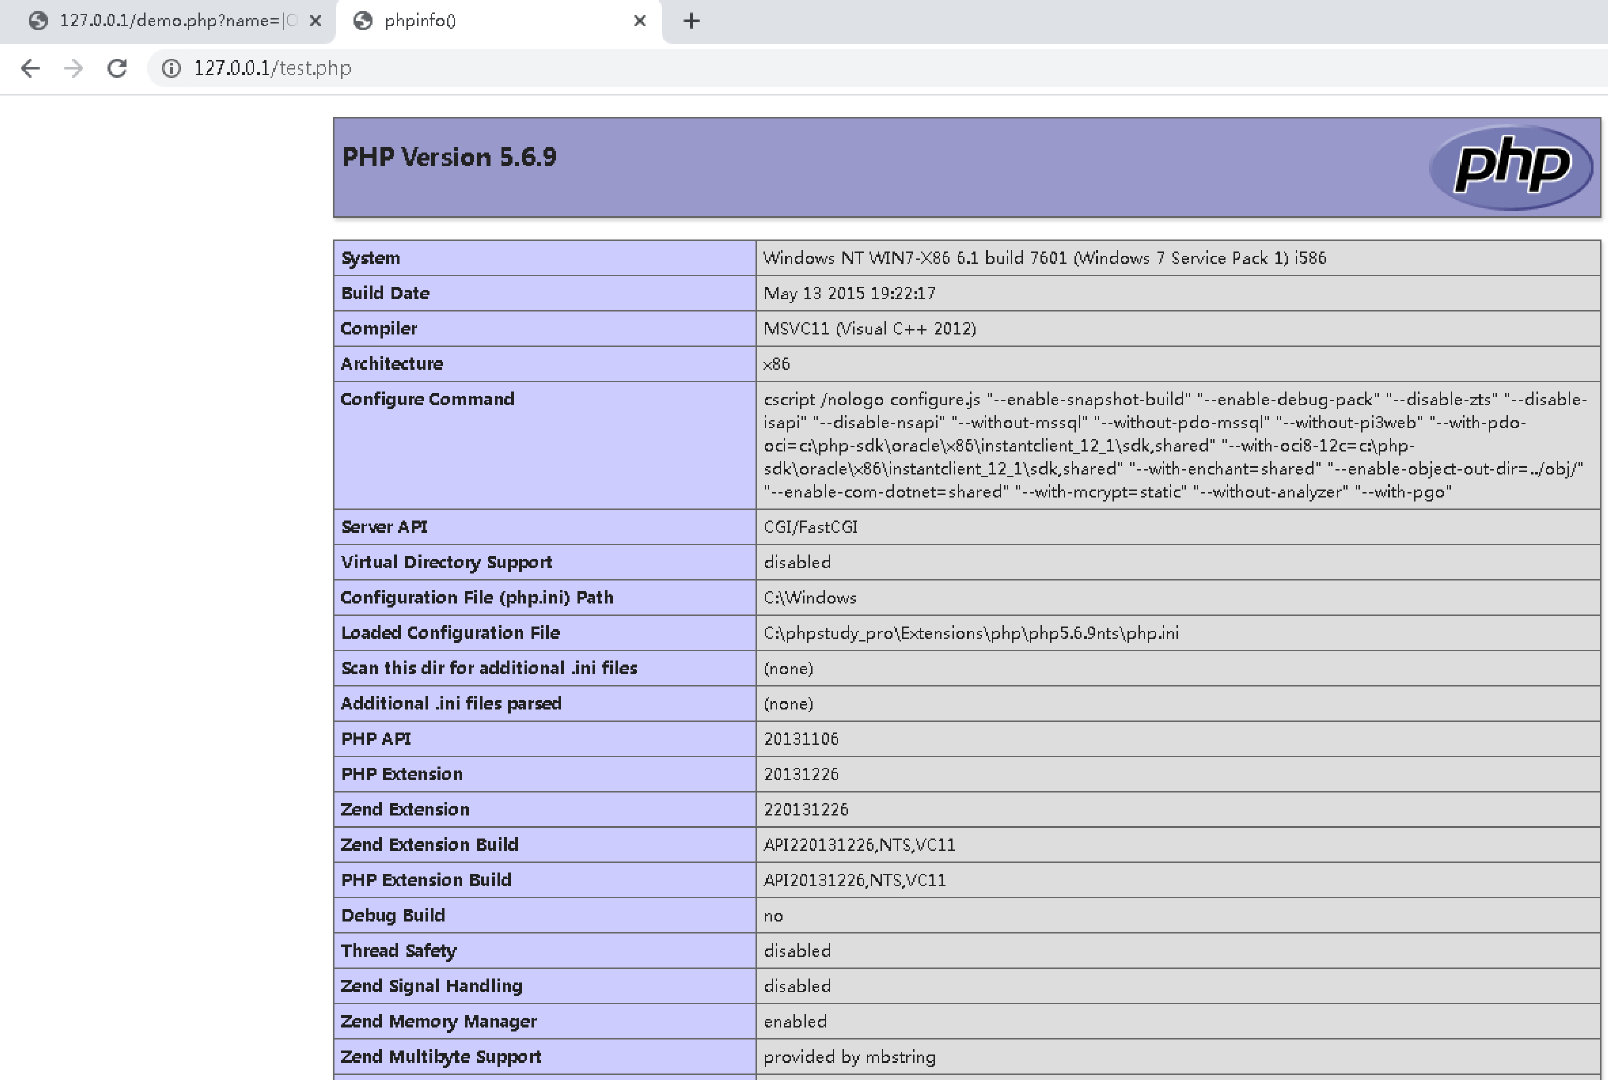 127.0.0.1/demo.php?name=|O
phpinfo()
127.0.0.1/test.php
PHP Version 5.6.9
php
System Windows NT WIN7-X86 6.1 build 7601 (Windows 7 Service Pack 1) i586
Build Date May 13 2015 19:22:17
Compiler MSVC11 (Visual C++ 2012)
Architecture x86
Configure Command cscript /nologo configure.js "--enable-snapshot-build" "--enable-debug-pack" "--disable-zts" "--disable-
isapi" "--disable-nsapi" "--without-mssql" "--without-pdo-mssql" "--without-pi3web" "--with-pdo-
oci=c:\php-sdk\oracle\x86\instantclient_12_1\sdk,shared" "--with-oci8-12c=c:\php-
sdk\oracle\x86\instantclient_12_1\sdk,shared" "--with-enchant=shared" "--enable-object-out-dir=../obj/"
"--enable-com-dotnet=shared" "--with-mcrypt=static" "--without-analyzer" "--with-pgo"
Server API CGI/FastCGI
Virtual Directory Support disabled
Configuration File (php.ini) Path C:\Windows
Loaded Configuration File C:\phpstudy_pro\Extensions\php\php5.6.9nts\php.ini
Scan this dir for additional .ini files (none)
Additional .ini files parsed (none)
PHP API 20131106
PHP Extension 20131226
Zend Extension 220131226
Zend Extension Build API220131226,NTS,VC11
PHP Extension Build API20131226,NTS,VC11
Debug Build no
Thread Safety disabled
Zend Signal Handling disabled
Zend Memory Manager enabled
Zend Multibyte Support provided by mbstring